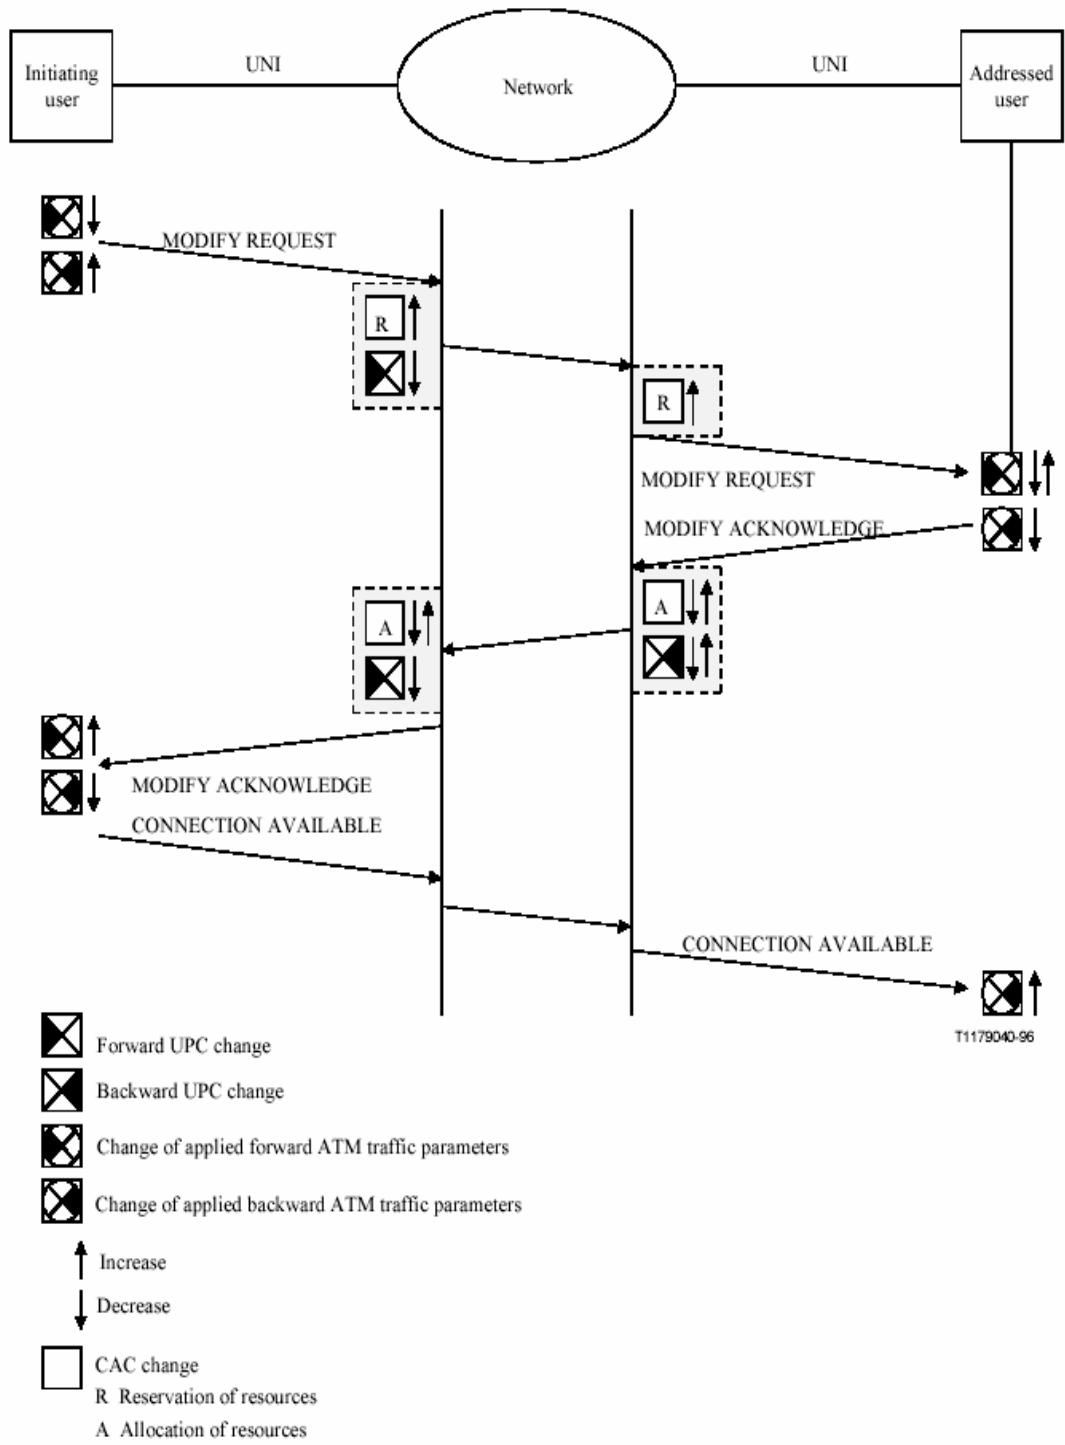 Initiating
user
UNI
Network
UNI
Addressed
user
MODIFY REQUEST
R
R
MODIFY REQUEST
MODIFY ACKNOWLEDGE
A
A
MODIFY ACKNOWLEDGE
CONNECTION AVAILABLE
CONNECTION AVAILABLE
T1179040-96
Forward UPC change
Backward UPC change
Change of applied forward ATM traffic parameters
Change of applied backward ATM traffic parameters
Increase
Decrease
CAC change
R Reservation of resources
A Allocation of resources